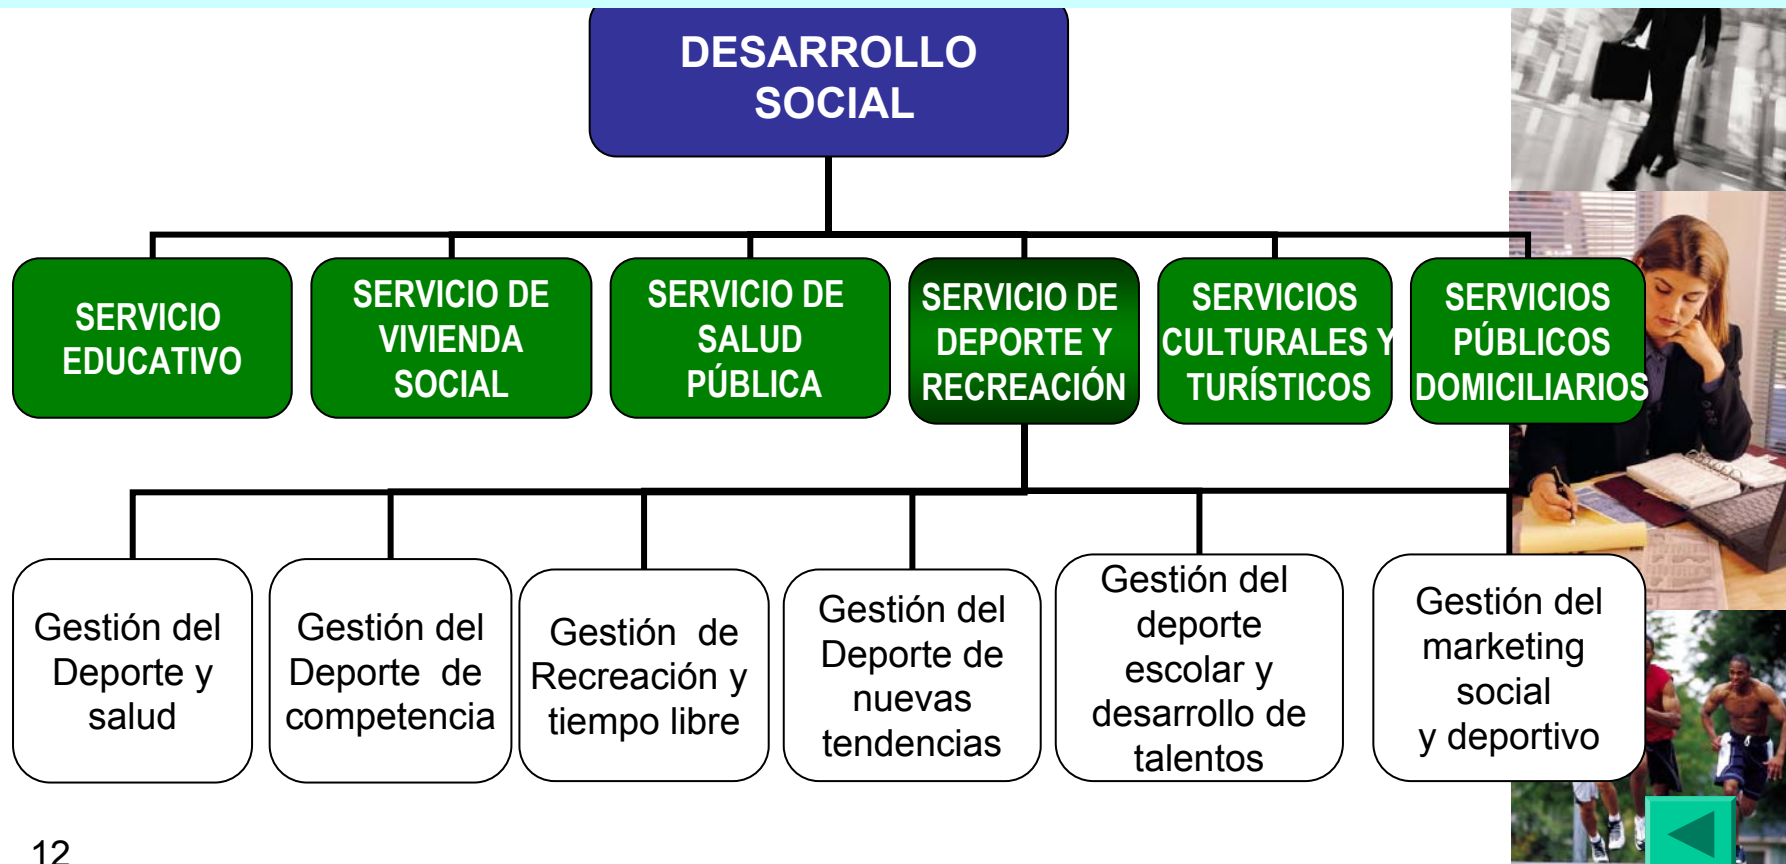 DESARROLLO
SOCIAL
SERVICIO
EDUCATIVO
SERVICIO DE
VIVIENDA
SOCIAL
SERVICIO DE
SALUD
PÚBLICA
SERVICIO DE
DEPORTE Y
RECREACIÓN
SERVICIOS
CULTURALES Y
TURÍSTICOS
SERVICIOS
PÚBLICOS
DOMICILIARIOS
Gestión del
Deporte y
salud
Gestión del
Deporte de
competencia
Gestión de
Recreación y
tiempo libre
Gestión del
Deporte de
nuevas
tendencias
Gestión del
deporte
escolar y
desarrollo de
talentos
Gestión del
marketing
social
y deportivo
12